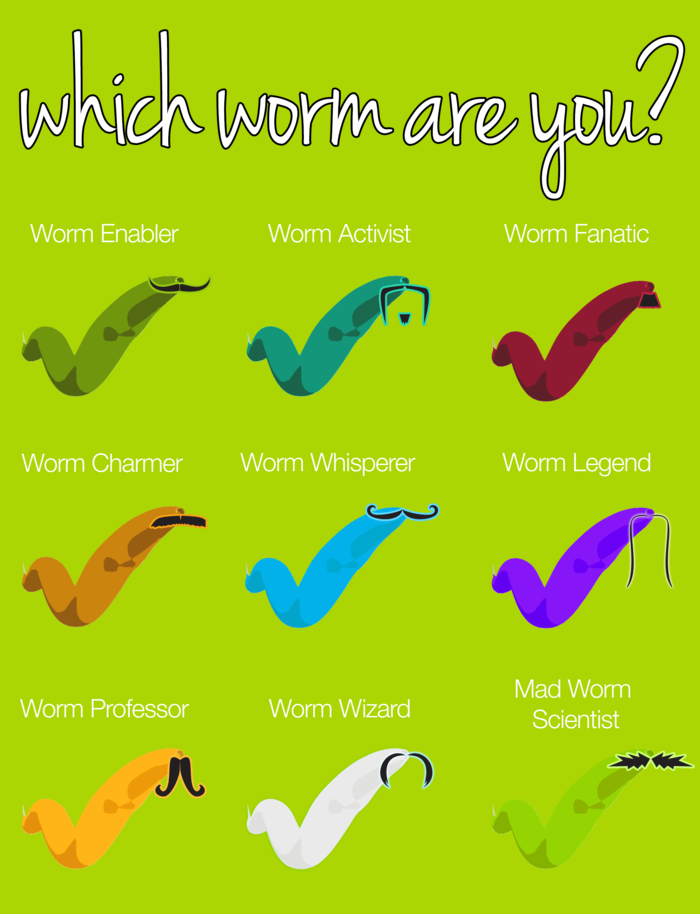 which worm are you?
Worm Enabler
Worm Activist
Worm Fanatic
Worm Charmer
Worm Whisperer
Worm Legend
Worm Professor
Worm Wizard
Mad Worm
Scientist